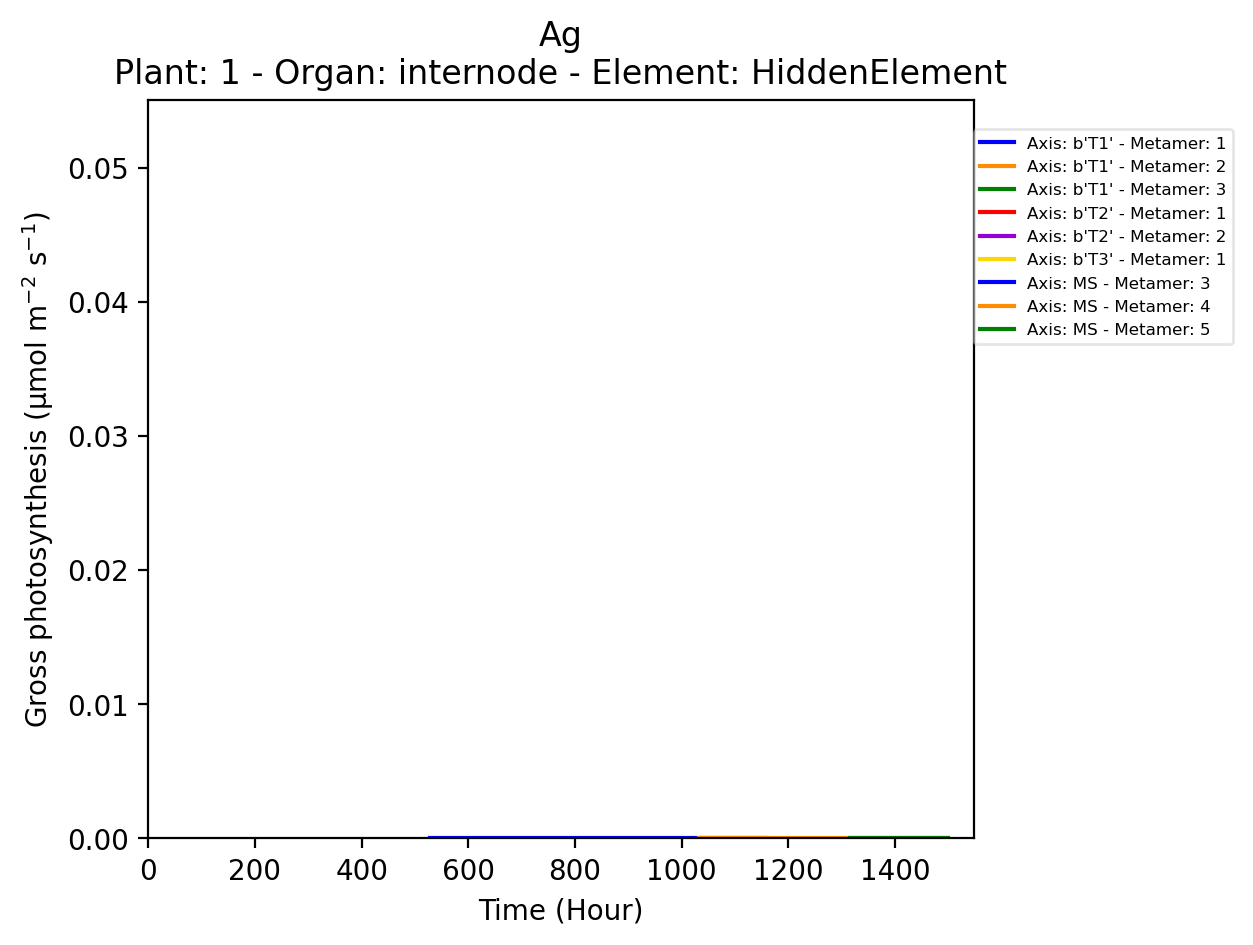 Ag
Plant: 1 - Organ: internode - Element: HiddenElement
Gross photosynthesis (µmol m⁻² s⁻¹)
0.05
0.04
0.03
0.02
0.01
0.00
0 200 400 600 800 1000 1200 1400
Time (Hour)
Axis: b'T1' - Metamer: 1
Axis: b'T1' - Metamer: 2
Axis: b'T1' - Metamer: 3
Axis: b'T2' - Metamer: 1
Axis: b'T2' - Metamer: 2
Axis: b'T3' - Metamer: 1
Axis: MS - Metamer: 3
Axis: MS - Metamer: 4
Axis: MS - Metamer: 5